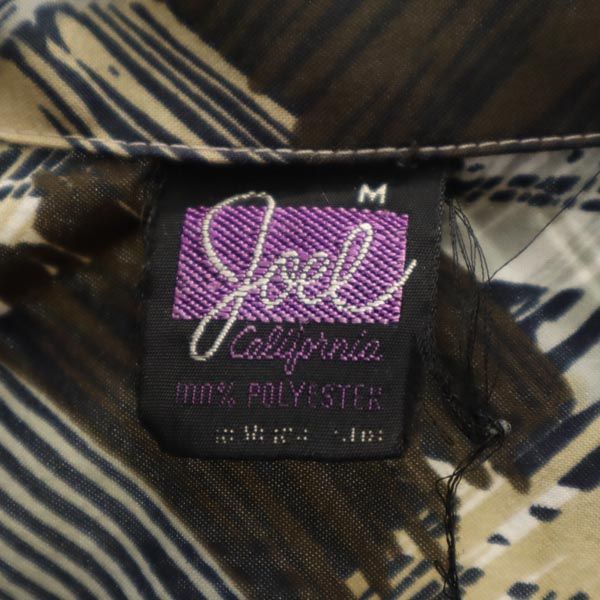 M
Joel
California
100% POLYESTER